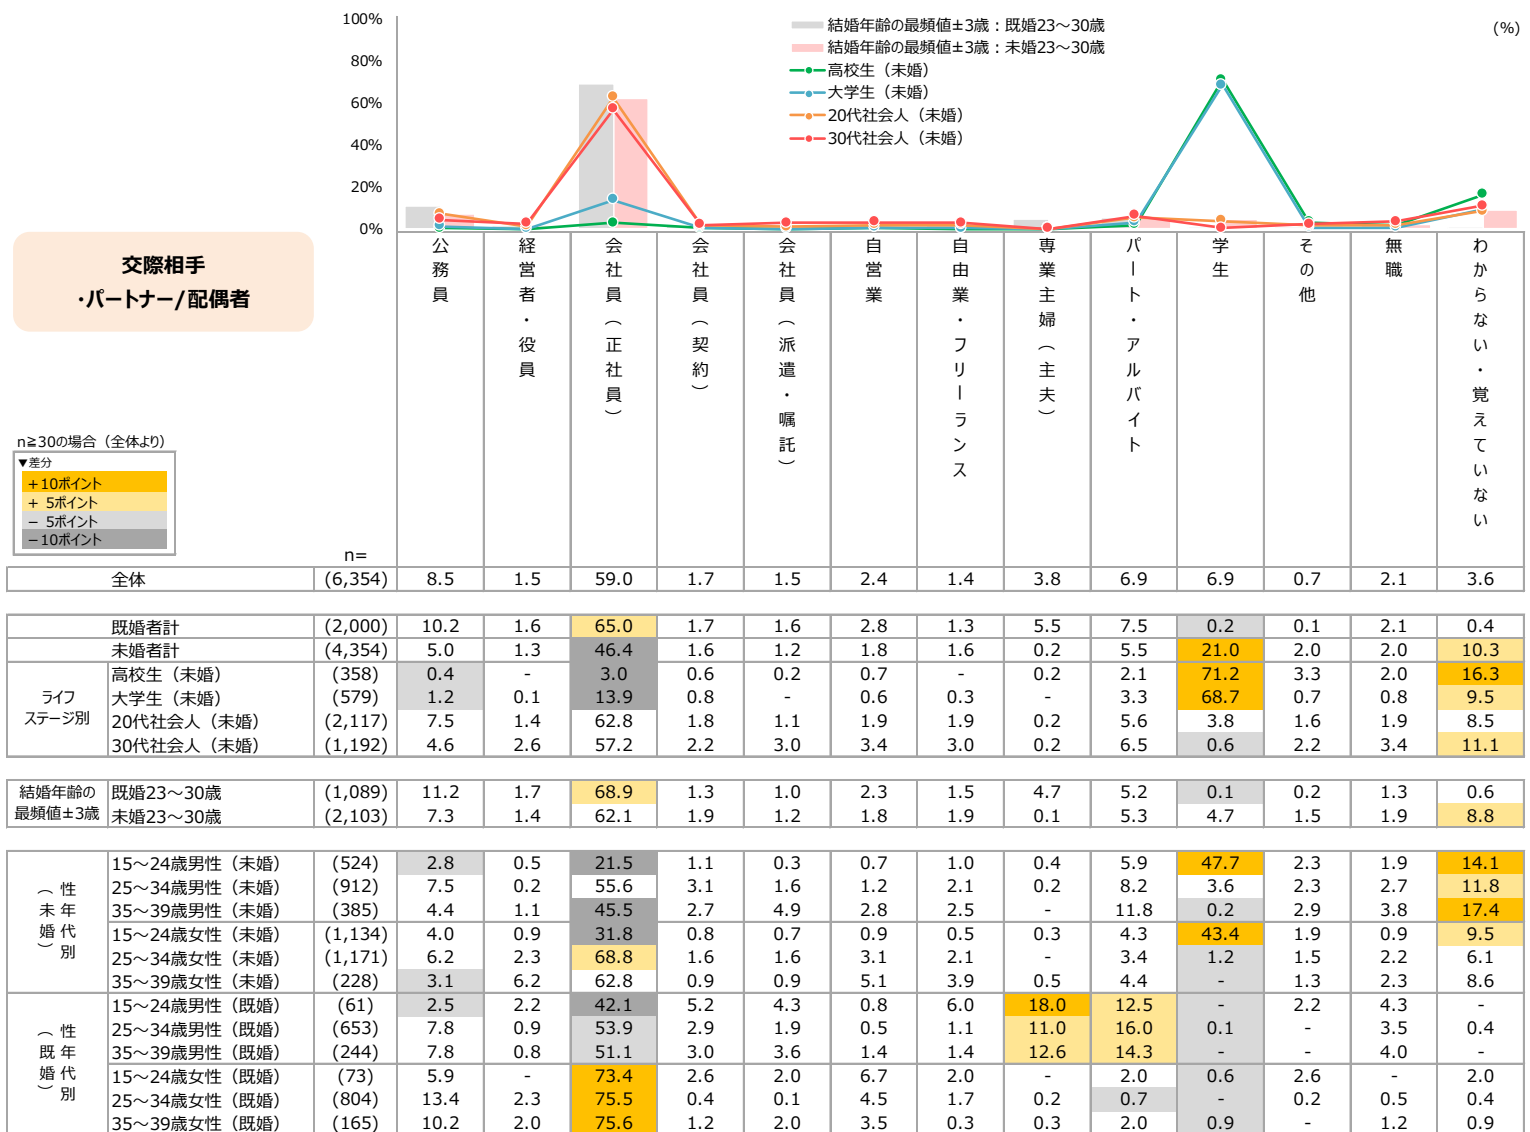 100%
80%
60%
40%
20%
0%
結婚年齢の最頻値±3歳：既婚23～30歳
結婚年齢の最頻値±3歳：未婚23～30歳
高校生（未婚）
大学生（未婚）
20代社会人（未婚）
30代社会人（未婚）
(%)
交際相手
・パートナー/配偶者
公務員
経営者・役員
会社員（正社員）
会社員（契約）
会社員（派遣・嘱託）
自営業
自由業・フリーランス
専業主婦（主夫）
パート・アルバイト
学生
その他
無職
わからない・覚えていない
n≧30の場合（全体より）
▼差分
＋10ポイント
＋ 5ポイント
－ 5ポイント
－10ポイント
n=
全体 (6,354) 8.5 1.5 59.0 1.7 1.5 2.4 1.4 3.8 6.9 6.9 0.7 2.1 3.6
既婚者計 (2,000) 10.2 1.6 65.0 1.7 1.6 2.8 1.3 5.5 7.5 0.2 0.1 2.1 0.4
未婚者計 (4,354) 5.0 1.3 46.4 1.6 1.2 1.8 1.6 0.2 5.5 21.0 2.0 2.0 10.3
ライフ
ステージ別
高校生（未婚） (358) 0.4 - 3.0 0.6 0.2 0.7 - 0.2 2.1 71.2 3.3 2.0 16.3
大学生（未婚） (579) 1.2 0.1 13.9 0.8 - 0.6 0.3 - 3.3 68.7 0.7 0.8 9.5
20代社会人（未婚） (2,117) 7.5 1.4 62.8 1.8 1.1 1.9 1.9 0.2 5.6 3.8 1.6 1.9 8.5
30代社会人（未婚） (1,192) 4.6 2.6 57.2 2.2 3.0 3.4 3.0 0.2 6.5 0.6 2.2 3.4 11.1
結婚年齢の
最頻値±3歳
既婚23～30歳 (1,089) 11.2 1.7 68.9 1.3 1.0 2.3 1.5 4.7 5.2 0.1 0.2 1.3 0.6
未婚23～30歳 (2,103) 7.3 1.4 62.1 1.9 1.2 1.8 1.9 0.1 5.3 4.7 1.5 1.9 8.8
性年代別
（未婚）
15～24歳男性（未婚） (524) 2.8 0.5 21.5 1.1 0.3 0.7 1.0 0.4 5.9 47.7 2.3 1.9 14.1
25～34歳男性（未婚） (912) 7.5 0.2 55.6 3.1 1.6 1.2 2.1 0.2 8.2 3.6 2.3 2.7 11.8
35～39歳男性（未婚） (385) 4.4 1.1 45.5 2.7 4.9 2.8 2.5 - 11.8 0.2 2.9 3.8 17.4
15～24歳女性（未婚） (1,134) 4.0 0.9 31.8 0.8 0.7 0.9 0.5 0.3 4.3 43.4 1.9 0.9 9.5
25～34歳女性（未婚） (1,171) 6.2 2.3 68.8 1.6 1.6 3.1 2.1 - 3.4 1.2 1.5 2.2 6.1
35～39歳女性（未婚） (228) 3.1 6.2 62.8 0.9 0.9 5.1 3.9 0.5 4.4 - 1.3 2.3 8.6
性年代別
（既婚）
15～24歳男性（既婚） (61) 2.5 2.2 42.1 5.2 4.3 0.8 6.0 18.0 12.5 - 2.2 4.3 -
25～34歳男性（既婚） (653) 7.8 0.9 53.9 2.9 1.9 0.5 1.1 11.0 16.0 0.1 - 3.5 0.4
35～39歳男性（既婚） (244) 7.8 0.8 51.1 3.0 3.6 1.4 1.4 12.6 14.3 - - 4.0 -
15～24歳女性（既婚） (73) 5.9 - 73.4 2.6 2.0 6.7 2.0 - 2.0 0.6 2.6 - 2.0
25～34歳女性（既婚） (804) 13.4 2.3 75.5 0.4 0.1 4.5 1.7 0.2 0.7 - 0.2 0.5 0.4
35～39歳女性（既婚） (165) 10.2 2.0 75.6 1.2 2.0 3.5 0.3 0.3 2.0 0.9 - 1.2 0.9